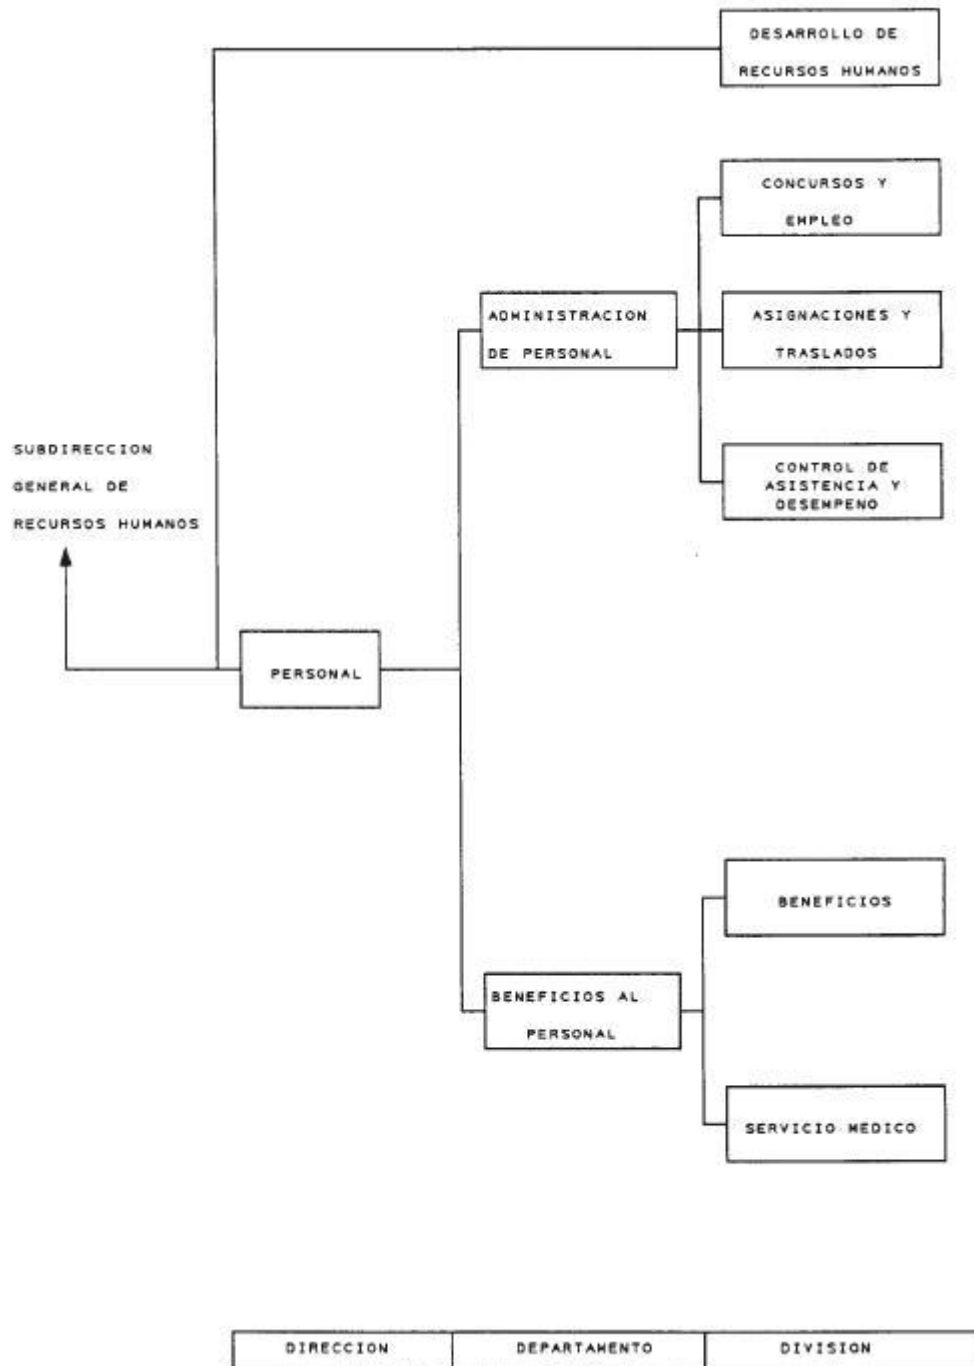 DESARROLLO DE
RECURSOS HUMANOS
CONCURSOS Y
EMPLEO
ADMINISTRACION
DE PERSONAL
ASIGNACIONES Y
TRASLADOS
SUBDIRECCION
GENERAL DE
RECURSOS HUMANOS
CONTROL DE
ASISTENCIA Y
DESEMPENO
PERSONAL
BENEFICIOS
BENEFICIOS AL
PERSONAL
SERVICIO MEDICO
DIRECCION DEPARTAMENTO DIVISION